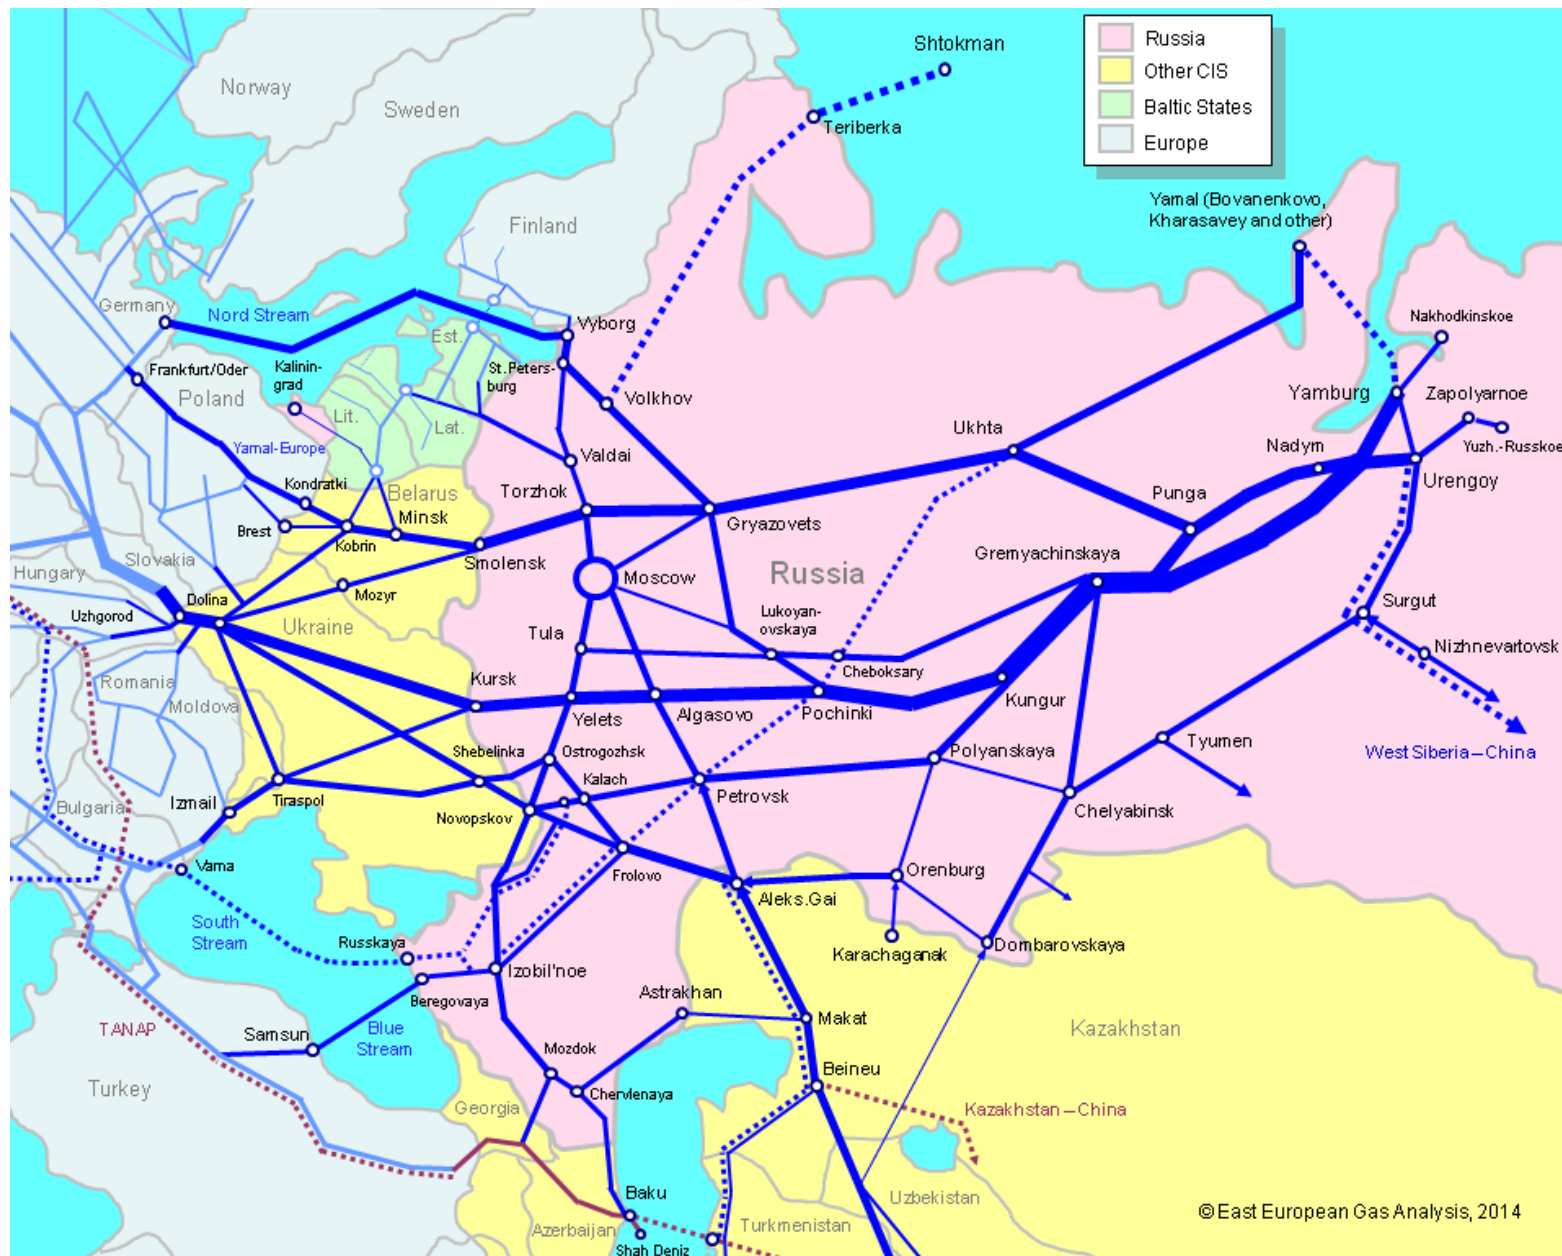 Shtokman
Russia
Other CIS
Baltic States
Europe
Norway
Sweden
Teriberka
Finland
Yamal (Bovanenkovo,
Kharasavey and other)
Germany
Nord Stream
Vyborg
Nakhodkinskoe
Est.
Frankfurt/Oder
Kalinin-
grad
St.Peters-
burg
Poland
Volkhov
Yamburg
Zapolyarnoe
Lit.
Lat.
Ukhta
Yamal-Europe
Valdai
Nadym
Yuzh.-Russkoe
Kondratki
Belarus
Torzhok
Punga
Urengoy
Minsk
Brest
Gryazovets
Kobrin
Smolensk
Slovakia
Gremyachinskaya
Hungary
Moscow
Russia
Mozyr
Dolina
Surgut
Uzhgorod
Lukoyan-
ovskaya
Ukraine
Tula
Nizhnevartovsk
Cheboksary
Romania
Kursk
Kungur
Moldova
Yelets
Algasovo
Pochinki
Shebelinka
Ostrogozhsk
Polyanskaya
Tyumen
West Siberia – China
Kalach
Bulgaria
Izmail
Tiraspol
Petrovsk
Chelyabinsk
Novopskov
Varna
Frolovo
Orenburg
Aleks.Gai
South
Stream
Russkaya
Karachaganak
Dombarovskaya
Izobil'noe
Beregovaya
Astrakhan
TANAP
Samsun
Blue
Stream
Makat
Kazakhstan
Mozdok
Beineu
Turkey
Chervlenaya
Georgia
Kazakhstan – China
Baku
Uzbekistan
Azerbaijan
Turkmenistan
©East European Gas Analysis, 2014
Shah Deniz